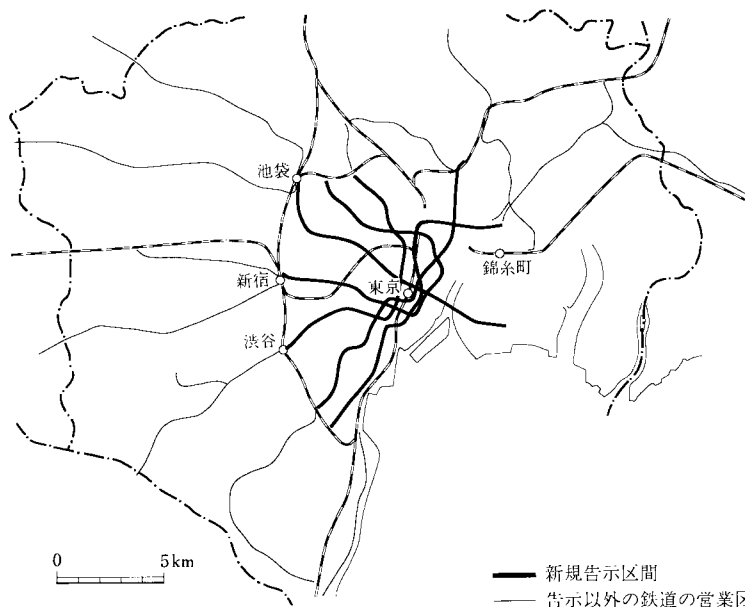 池袋
新宿
東京
錦糸町
渋谷
0 5km
新規告示区間
告示以外の鉄道の営業区